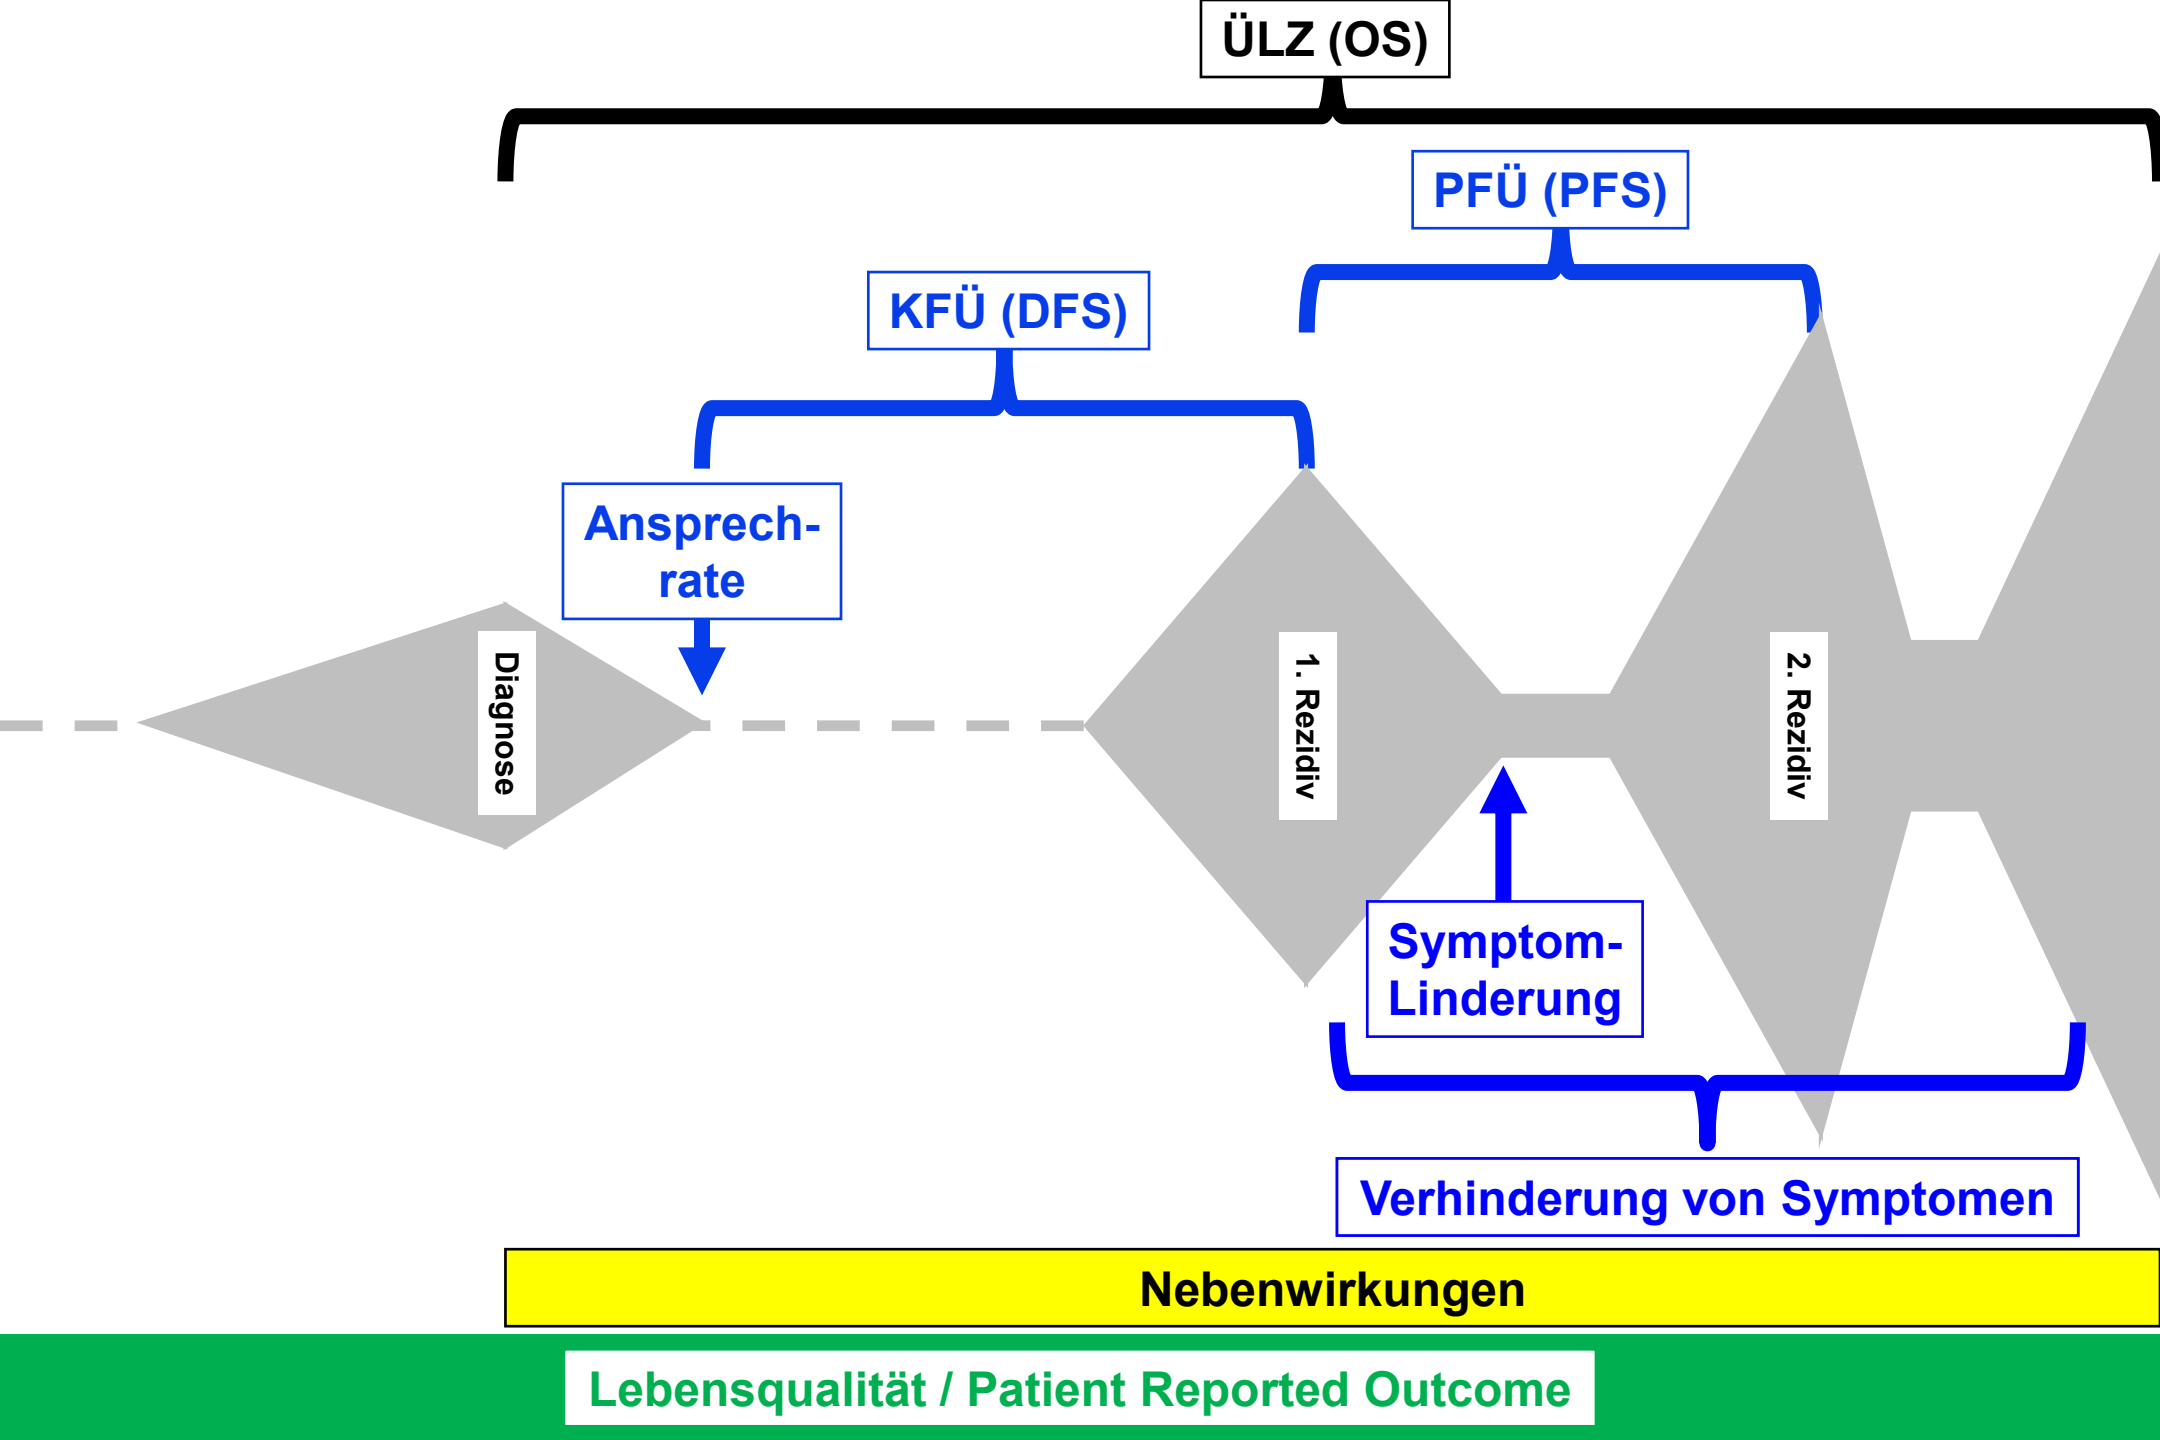 ÜLZ (OS)
PFÜ (PFS)
KFÜ (DFS)
Ansprech-
rate
Diagnose
1. Rezidiv
2. Rezidiv
Symptom-
Linderung
Verhinderung von Symptomen
Nebenwirkungen
Lebensqualität / Patient Reported Outcome